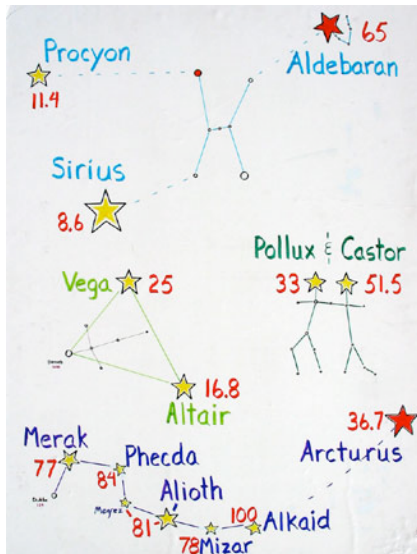 65
Procyon
Aldebaran
11.4
Sirius
8.6
Pollux & Castor
33
51.5
Vega
25
16.8
Altair
36.7
Merak
77
Phecda
84
Arcturus
Alioth
Megrez
81
100
Alkaid
78
Mizar